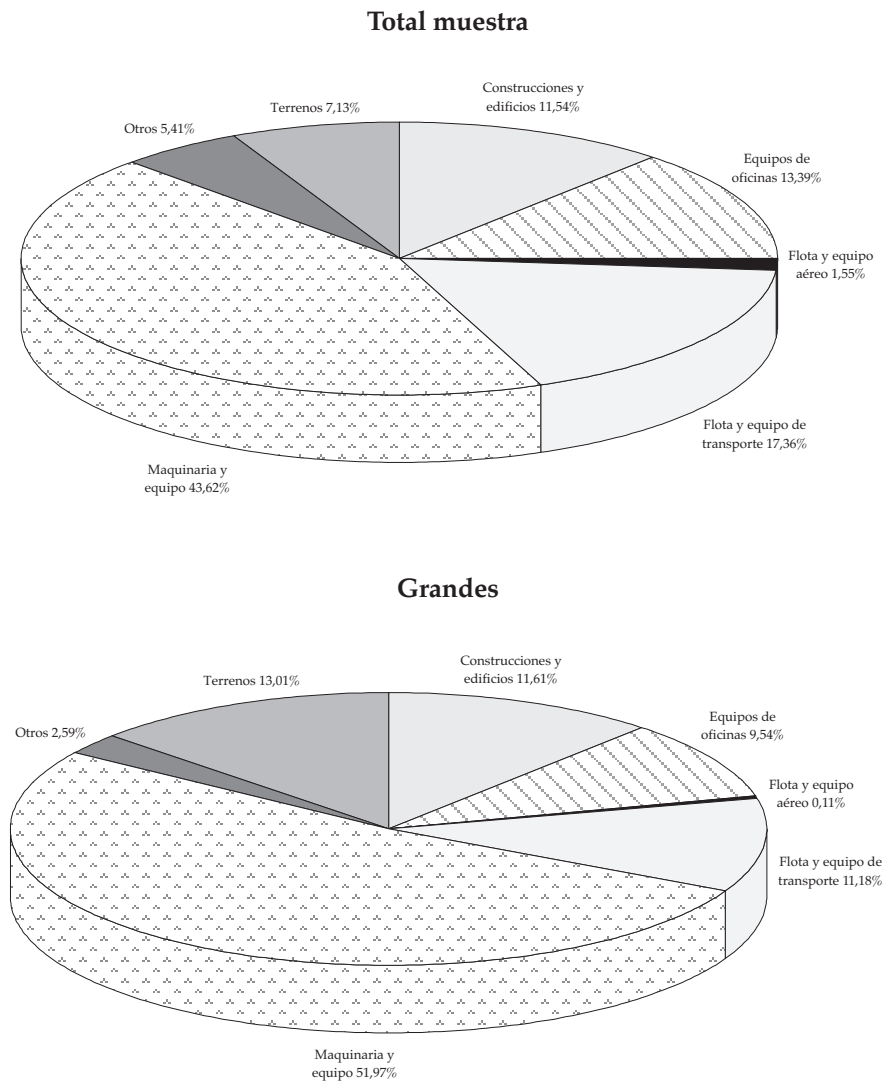 Total muestra
Construcciones y
edificios 11,54%
Terrenos 7,13%
Otros 5,41%
Equipos de
oficinas 13,39%
Flota y equipo
aéreo 1,55%
Flota y equipo de
transporte 17,36%
Maquinaria y
equipo 43,62%
Grandes
Construcciones y
edificios 11,61%
Terrenos 13,01%
Otros 2,59%
Equipos de
oficinas 9,54%
Flota y equipo
aéreo 0,11%
Flota y equipo de
transporte 11,18%
Maquinaria y
equipo 51,97%